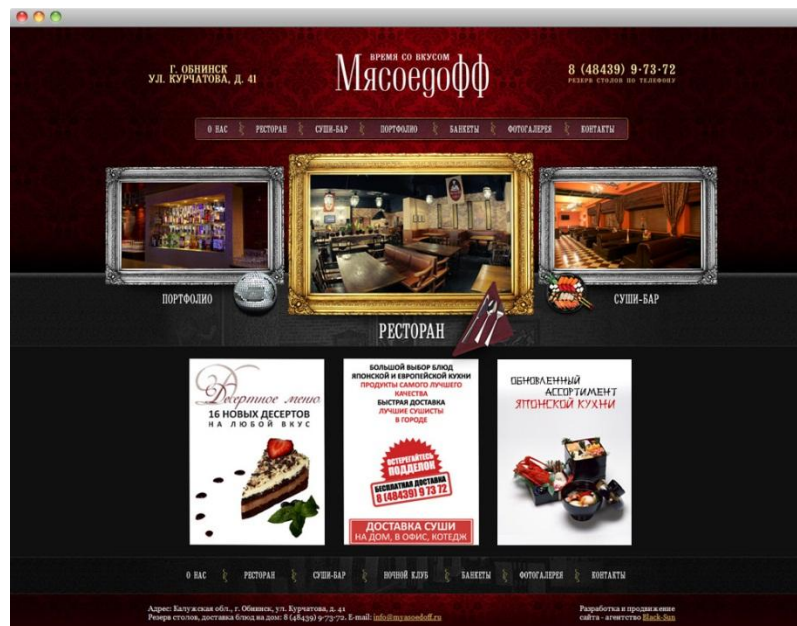 Г. ОБНИНСК
УЛ. КУРЧАТОВА, Д. 41
ВРЕМЯ СО ВКУСОМ
Мясоедофф
8 (48439) 9-73-72
РЕЗЕРВ СТОЛОВ ПО ТЕЛЕФОНУ
О НАС РЕСТОРАН СУШИ-БАР ПОРТФОЛИО БАНКЕТЫ ФОТОГАЛЕРЕЯ КОНТАКТЫ
ПОРТФОЛИО
РЕСТОРАН
СУШИ-БАР
Десертное меню
16 НОВЫХ ДЕСЕРТОВ
НА ЛЮБОЙ ВКУС
БОЛЬШОЙ ВЫБОР БЛЮД
ЯПОНСКОЙ И ЕВРОПЕЙСКОЙ КУХНИ
ПРОДУКТЫ САМОГО ЛУЧШЕГО
КАЧЕСТВА
БЫСТРАЯ ДОСТАВКА
ЛУЧШИЕ СУШИСТЫ
В ГОРОДЕ
ОСТЕРЕГАЙТЕСЬ
ПОДДЕЛОК
БЕСПЛАТНАЯ ДОСТАВКА
8 (48439) 9 73 72
ДОСТАВКА СУШИ
НА ДОМ, В ОФИС, КОТЕДЖ
ОБНОВЛЕННЫЙ
АССОРТИМЕНТ
ЯПОНСКОЙ КУХНИ
О НАС РЕСТОРАН СУШИ-БАР НОЧНОЙ КЛУБ БАНКЕТЫ ФОТОГАЛЕРЕЯ КОНТАКТЫ
Адрес: Калужская обл., г. Обнинск, ул. Курчатова, д. 41
Резерв столов, доставка блюд на дом: 8 (48439) 9-73-72. E-mail: info@myasoedoff.ru
Разработка и продвижение
сайта - агентство Black-Sun